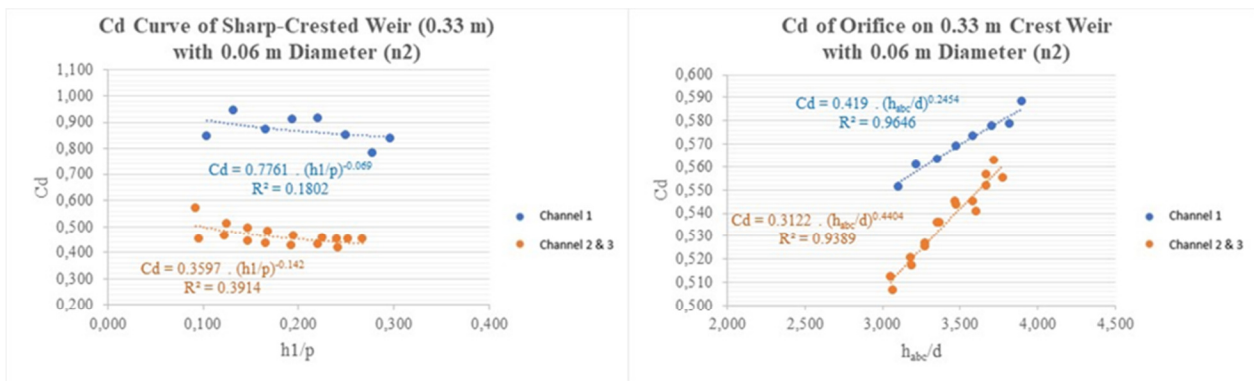 Cd Curve of Sharp-Crested Weir (0.33 m)
with 0.06 m Diameter (n2)
1,100
1,000
0,900
0,800
0,700
0,600
0,500
0,400
0,300
0,200
Cd
Cd = 0.7761 . (h1/p)-0.069
R² = 0.1802
Cd = 0.3597 . (h1/p)-0.142
R² = 0.3914
0,000 0,100 0,200 0,300 0,400
h1/p
Channel 1
Channel 2 & 3
Cd of Orifice on 0.33 m Crest Weir
with 0.06 m Diameter (n2)
0,600
0,590
0,580
0,570
0,560
0,550
0,540
0,530
0,520
0,510
0,500
Cd
Cd = 0.419 . (habc/d)0.2454
R² = 0.9646
Cd = 0.3122 . (habc/d)0.4404
R² = 0.9389
2,000 2,500 3,000 3,500 4,000 4,500
habc/d
Channel 1
Channel 2 & 3